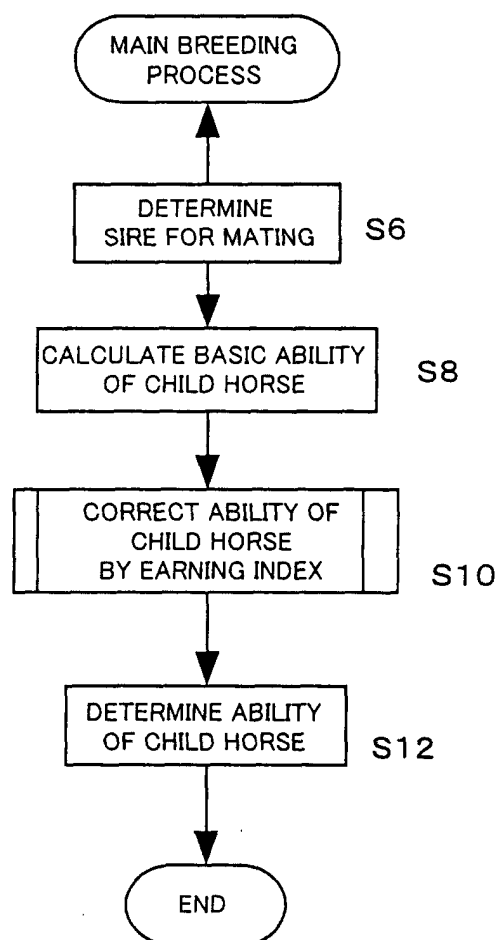 MAIN BREEDING
PROCESS
DETERMINE
SIRE FOR MATING
S6
CALCULATE BASIC ABILITY
OF CHILD HORSE
S8
CORRECT ABILITY OF
CHILD HORSE
BY EARNING INDEX
S10
DETERMINE ABILITY
OF CHILD HORSE
S12
END